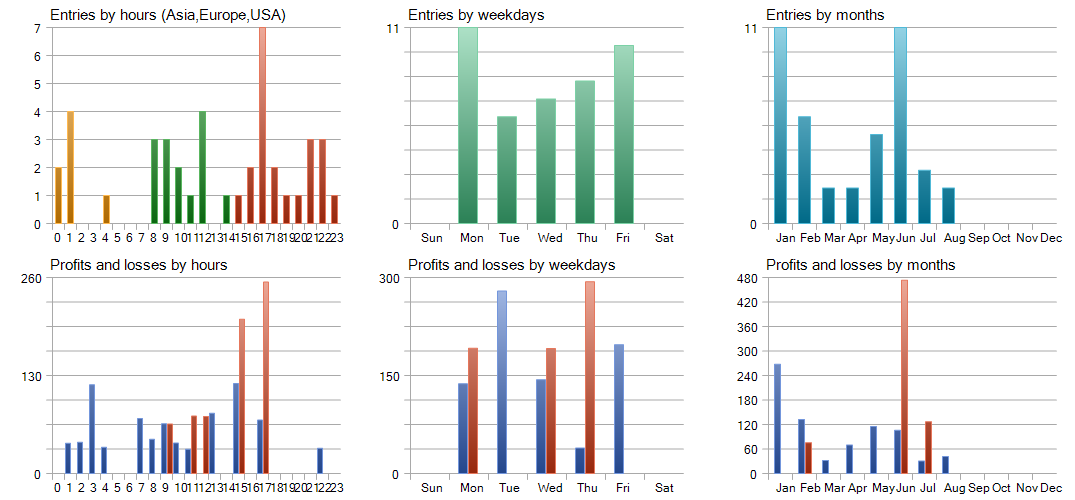 Entries by hours (Asia,Europe,USA)
7
6
5
4
3
2
1
0
0 1 2 3 4 5 6 7 8 9 10 11 12 13 14 15 16 17 18 19 20 21 22 23
Entries by weekdays
11
0
Sun Mon Tue Wed Thu Fri Sat
Entries by months
11
0
Jan Feb Mar Apr May Jun Jul Aug Sep Oct Nov Dec
Profits and losses by hours
260
130
0
0 1 2 3 4 5 6 7 8 9 10 11 12 13 14 15 16 17 18 19 20 21 22 23
Profits and losses by weekdays
300
150
0
Sun Mon Tue Wed Thu Fri Sat
Profits and losses by months
480
420
360
300
240
180
120
60
0
Jan Feb Mar Apr May Jun Jul Aug Sep Oct Nov Dec